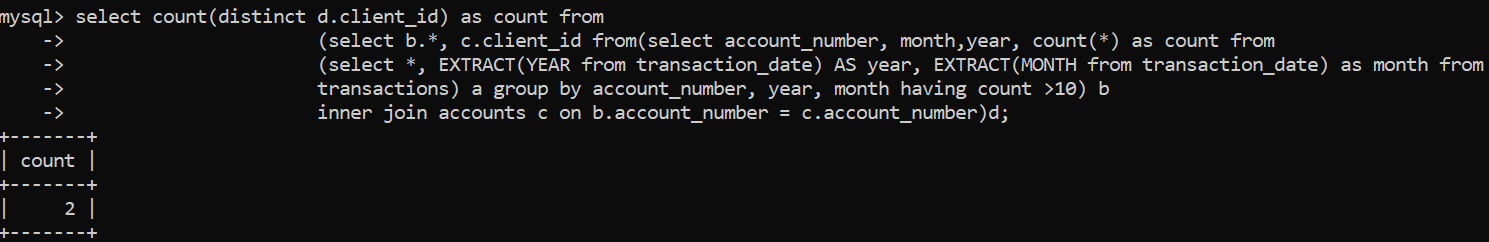 mysql> select count(distinct d.client_id) as count from
    ->                      (select b.*, c.client_id from(select account_number, month,year, count(*) as count from
    ->                      (select *, EXTRACT(YEAR from transaction_date) AS year, EXTRACT(MONTH from transaction_date) as month from
    ->                      transactions) a group by account_number, year, month having count >10) b
    ->                      inner join accounts c on b.account_number = c.account_number)d;
+-------+
| count |
+-------+
|     2 |
+-------+